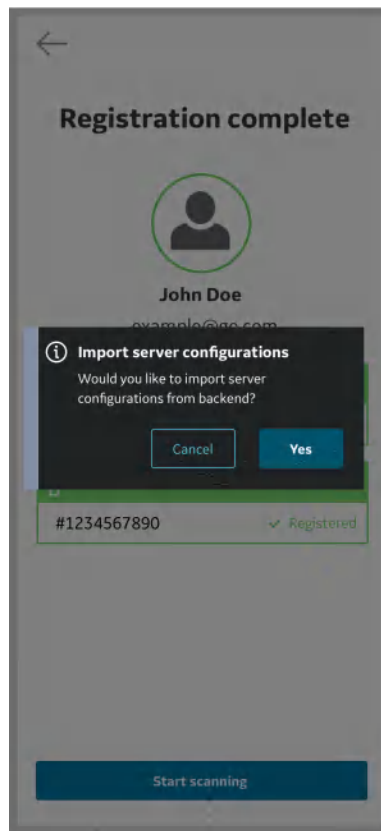 Registration complete
John Doe
example@go.com
Import server configurations
Would you like to import server
configurations from backend?
Cancel
Yes
#1234567890
Registered
Start scanning